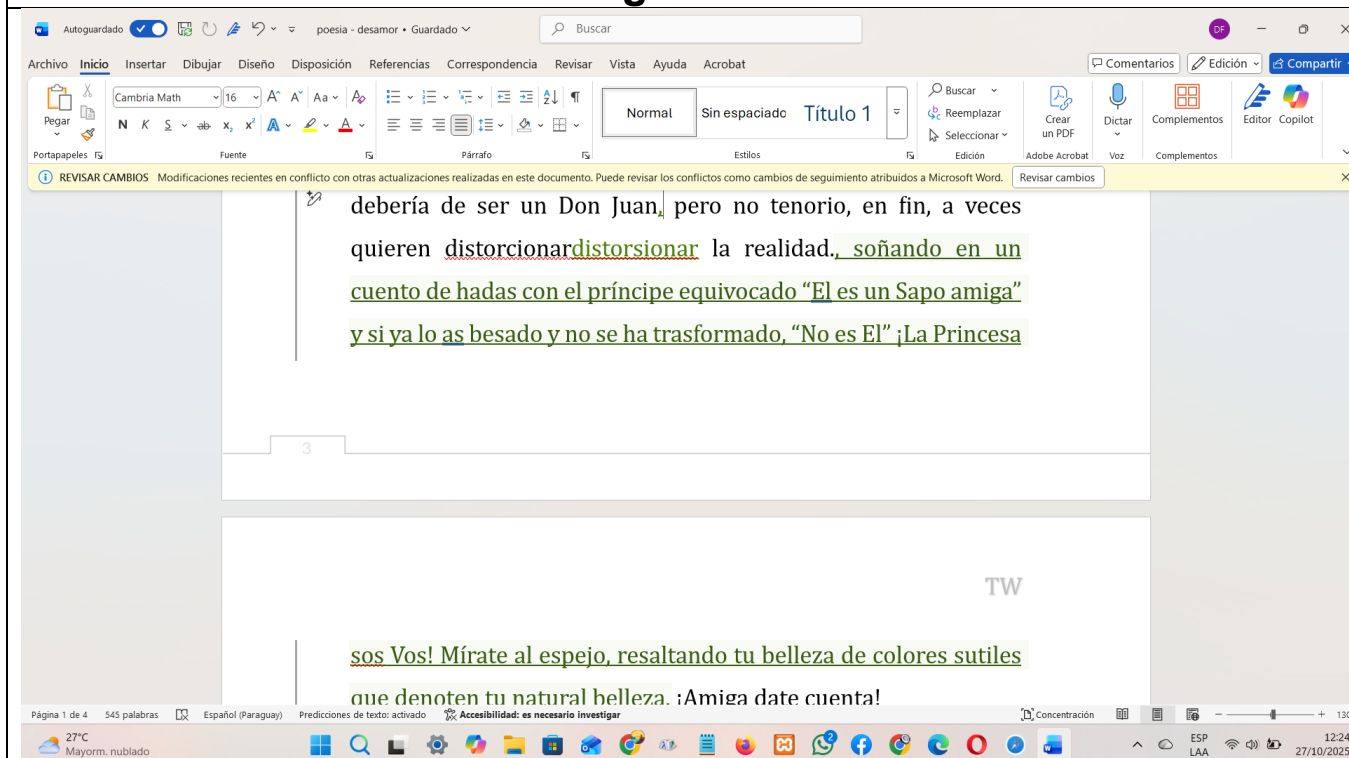 Autoguardado
poesia - desamor • Guardado
Buscar
DF
Archivo Inicio Insertar Dibujar Diseño Disposición Referencias Correspondencia Revisar Vista Ayuda Acrobat
Comentarios Edición Compartir
Pegar
Cambria Math 16 A^ A˅ Aa
N K S ab x₂ x² A A
Normal Sin espaciado Título 1
Buscar
Reemplazar
Seleccionar
Crear un PDF
Dictar
Complementos
Editor Copilot
Portapapeles Fuente Párrafo Estilos Edición Adobe Acrobat Voz Complementos
REVISAR CAMBIOS Modificaciones recientes en conflicto con otras actualizaciones realizadas en este documento. Puede revisar los conflictos como cambios de seguimiento atribuidos a Microsoft Word. Revisar cambios
debería de ser un Don Juan, pero no tenorio, en fin, a veces
quieren distorcionardistorsionar la realidad., soñando en un
cuento de hadas con el príncipe equivocado “El es un Sapo amiga”
y si ya lo as besado y no se ha trasformado, “No es El” ¡La Princesa
3
TW
sos Vos! Mírate al espejo, resaltando tu belleza de colores sutiles
que denoten tu natural belleza. ¡Amiga date cuenta!
Página 1 de 4 545 palabras Español (Paraguay) Predicciones de texto: activado Accesibilidad: es necesario investigar Concentración 130
27°C
Mayorm. nublado
ESP
LAA
12:24
27/10/2025